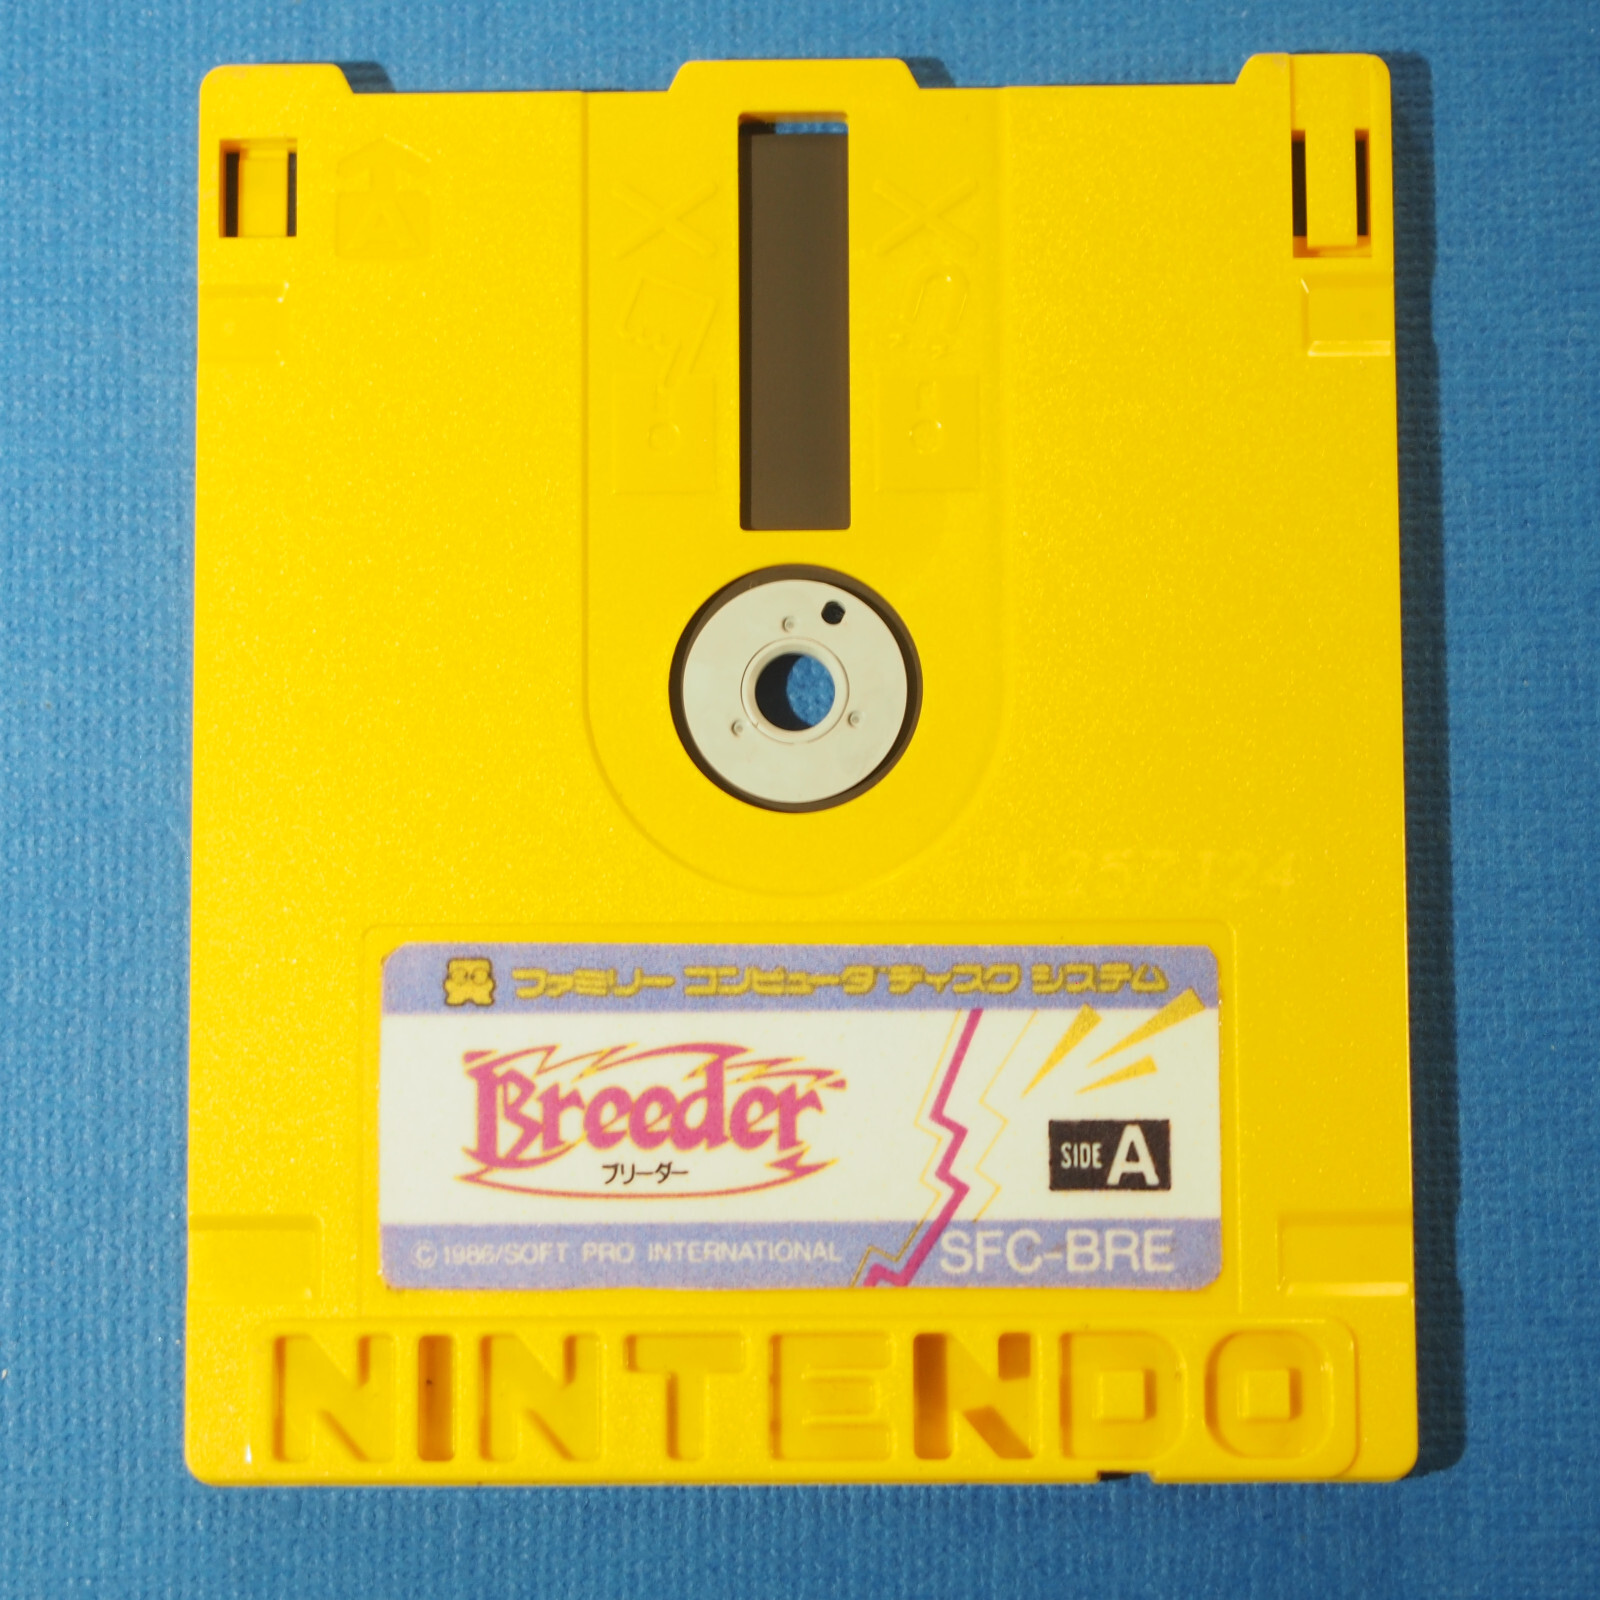 A
L257J24
ファミリー コンピュータ ディスク システム
Breeder
ブリーダー
SIDE A
©1986/SOFT PRO INTERNATIONAL
SFC-BRE
NINTENDO